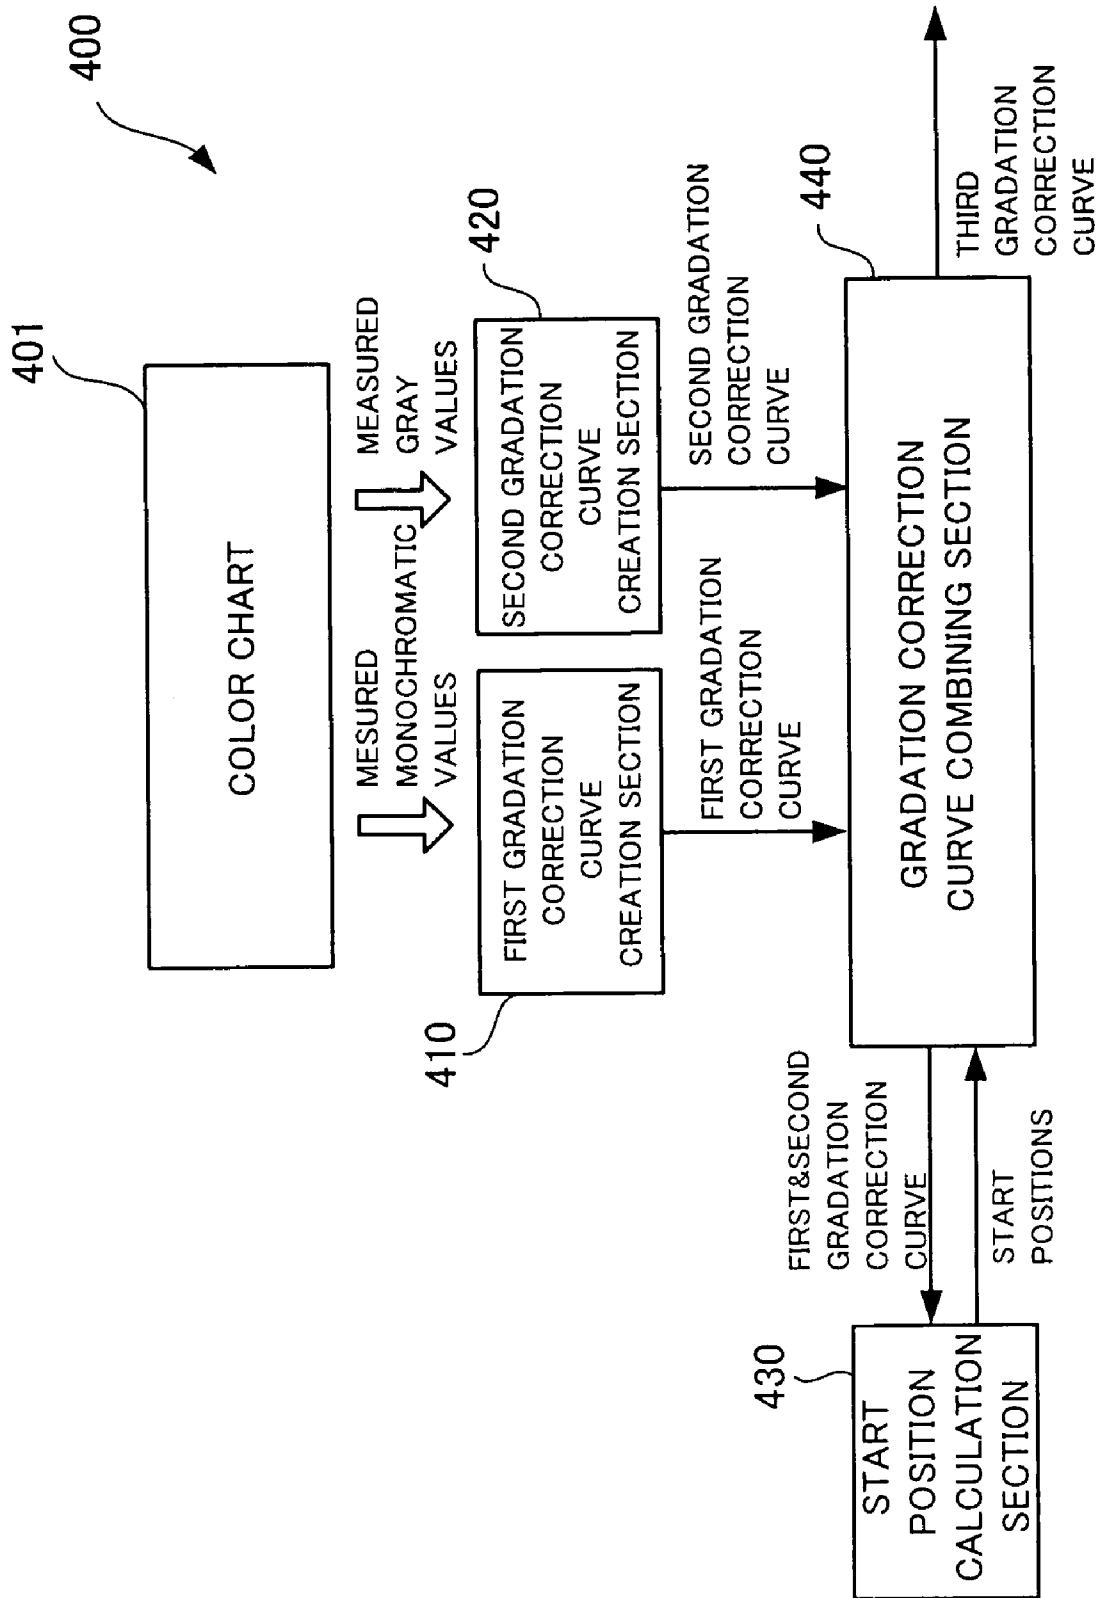 400
401
COLOR CHART
MESURED
MONOCHROMATIC
VALUES
MEASURED
GRAY
VALUES
410
FIRST GRADATION
CORRECTION
CURVE
CREATION SECTION
420
SECOND GRADATION
CORRECTION
CURVE
CREATION SECTION
FIRST GRADATION
CORRECTION
CURVE
SECOND GRADATION
CORRECTION
CURVE
430
START
POSITION
CALCULATION
SECTION
FIRST&SECOND
GRADATION
CORRECTION
CURVE
START
POSITIONS
440
GRADATION CORRECTION
CURVE COMBINING SECTION
THIRD
GRADATION
CORRECTION
CURVE